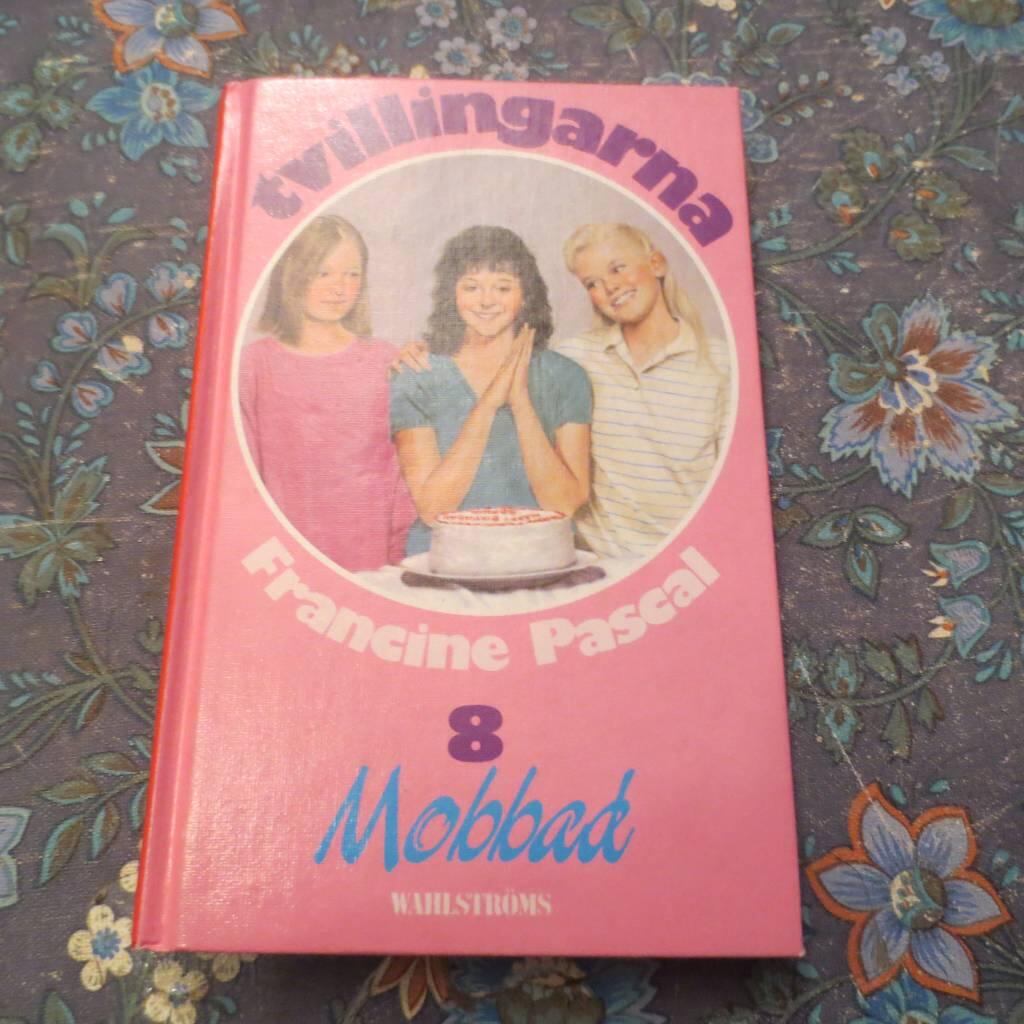 tvillingarna
Francine Pascal
8
Mobbad
WAHLSTRÖMS